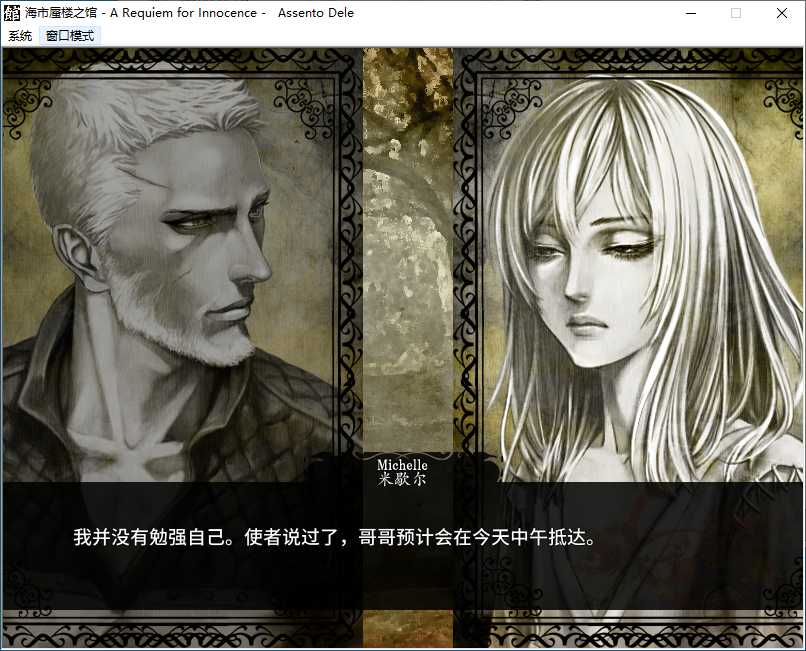 館 海市蜃楼之馆 - A Requiem for Innocence -   Assento Dele
系统 窗口模式
Michelle
米歇尔
我并没有勉强自己。使者说过了，哥哥预计会在今天中午抵达。